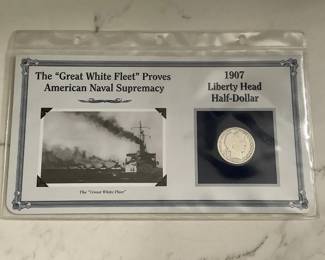 The “Great White Fleet” Proves
American Naval Supremacy
1907
Liberty Head
Half-Dollar
The "Great White Fleet"